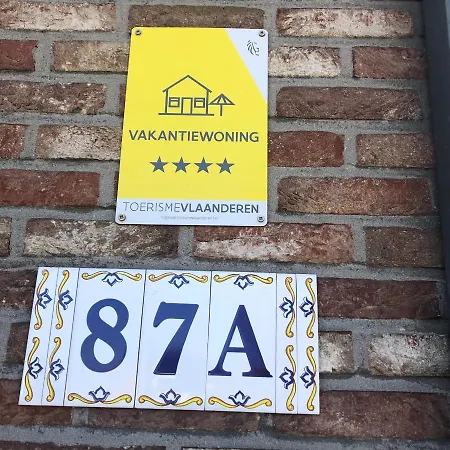 VAKANTIEWONING
★★★★
TOERISMEVLAANDEREN
87A